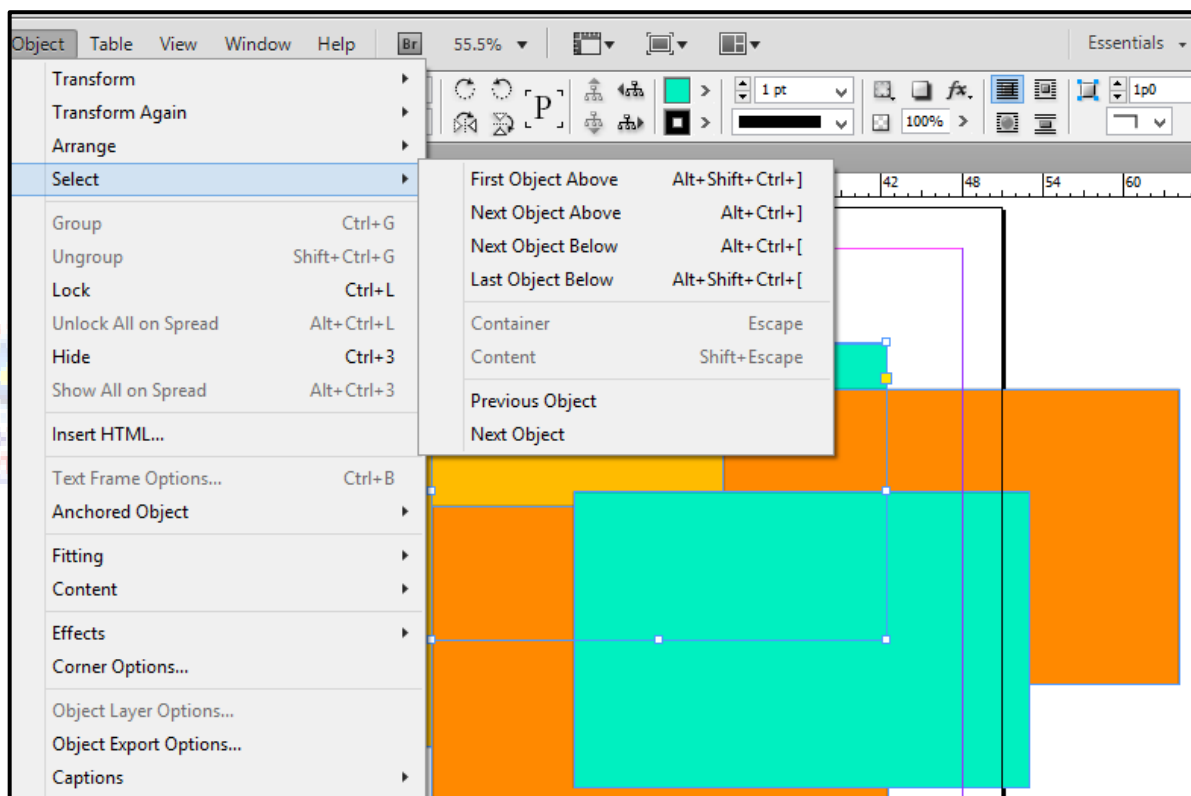 Object Table View Window Help Br 55.5% Essentials
P 1 pt fx. 1p0
100%
Transform
Transform Again
Arrange
Select
Group Ctrl+G
Ungroup Shift+Ctrl+G
Lock Ctrl+L
Unlock All on Spread Alt+Ctrl+L
Hide Ctrl+3
Show All on Spread Alt+Ctrl+3
Insert HTML...
Text Frame Options... Ctrl+B
Anchored Object
Fitting
Content
Effects
Corner Options...
Object Layer Options...
Object Export Options...
Captions
First Object Above Alt+Shift+Ctrl+]
Next Object Above Alt+Ctrl+]
Next Object Below Alt+Ctrl+[
Last Object Below Alt+Shift+Ctrl+[
Container Escape
Content Shift+Escape
Previous Object
Next Object
42 48 54 60